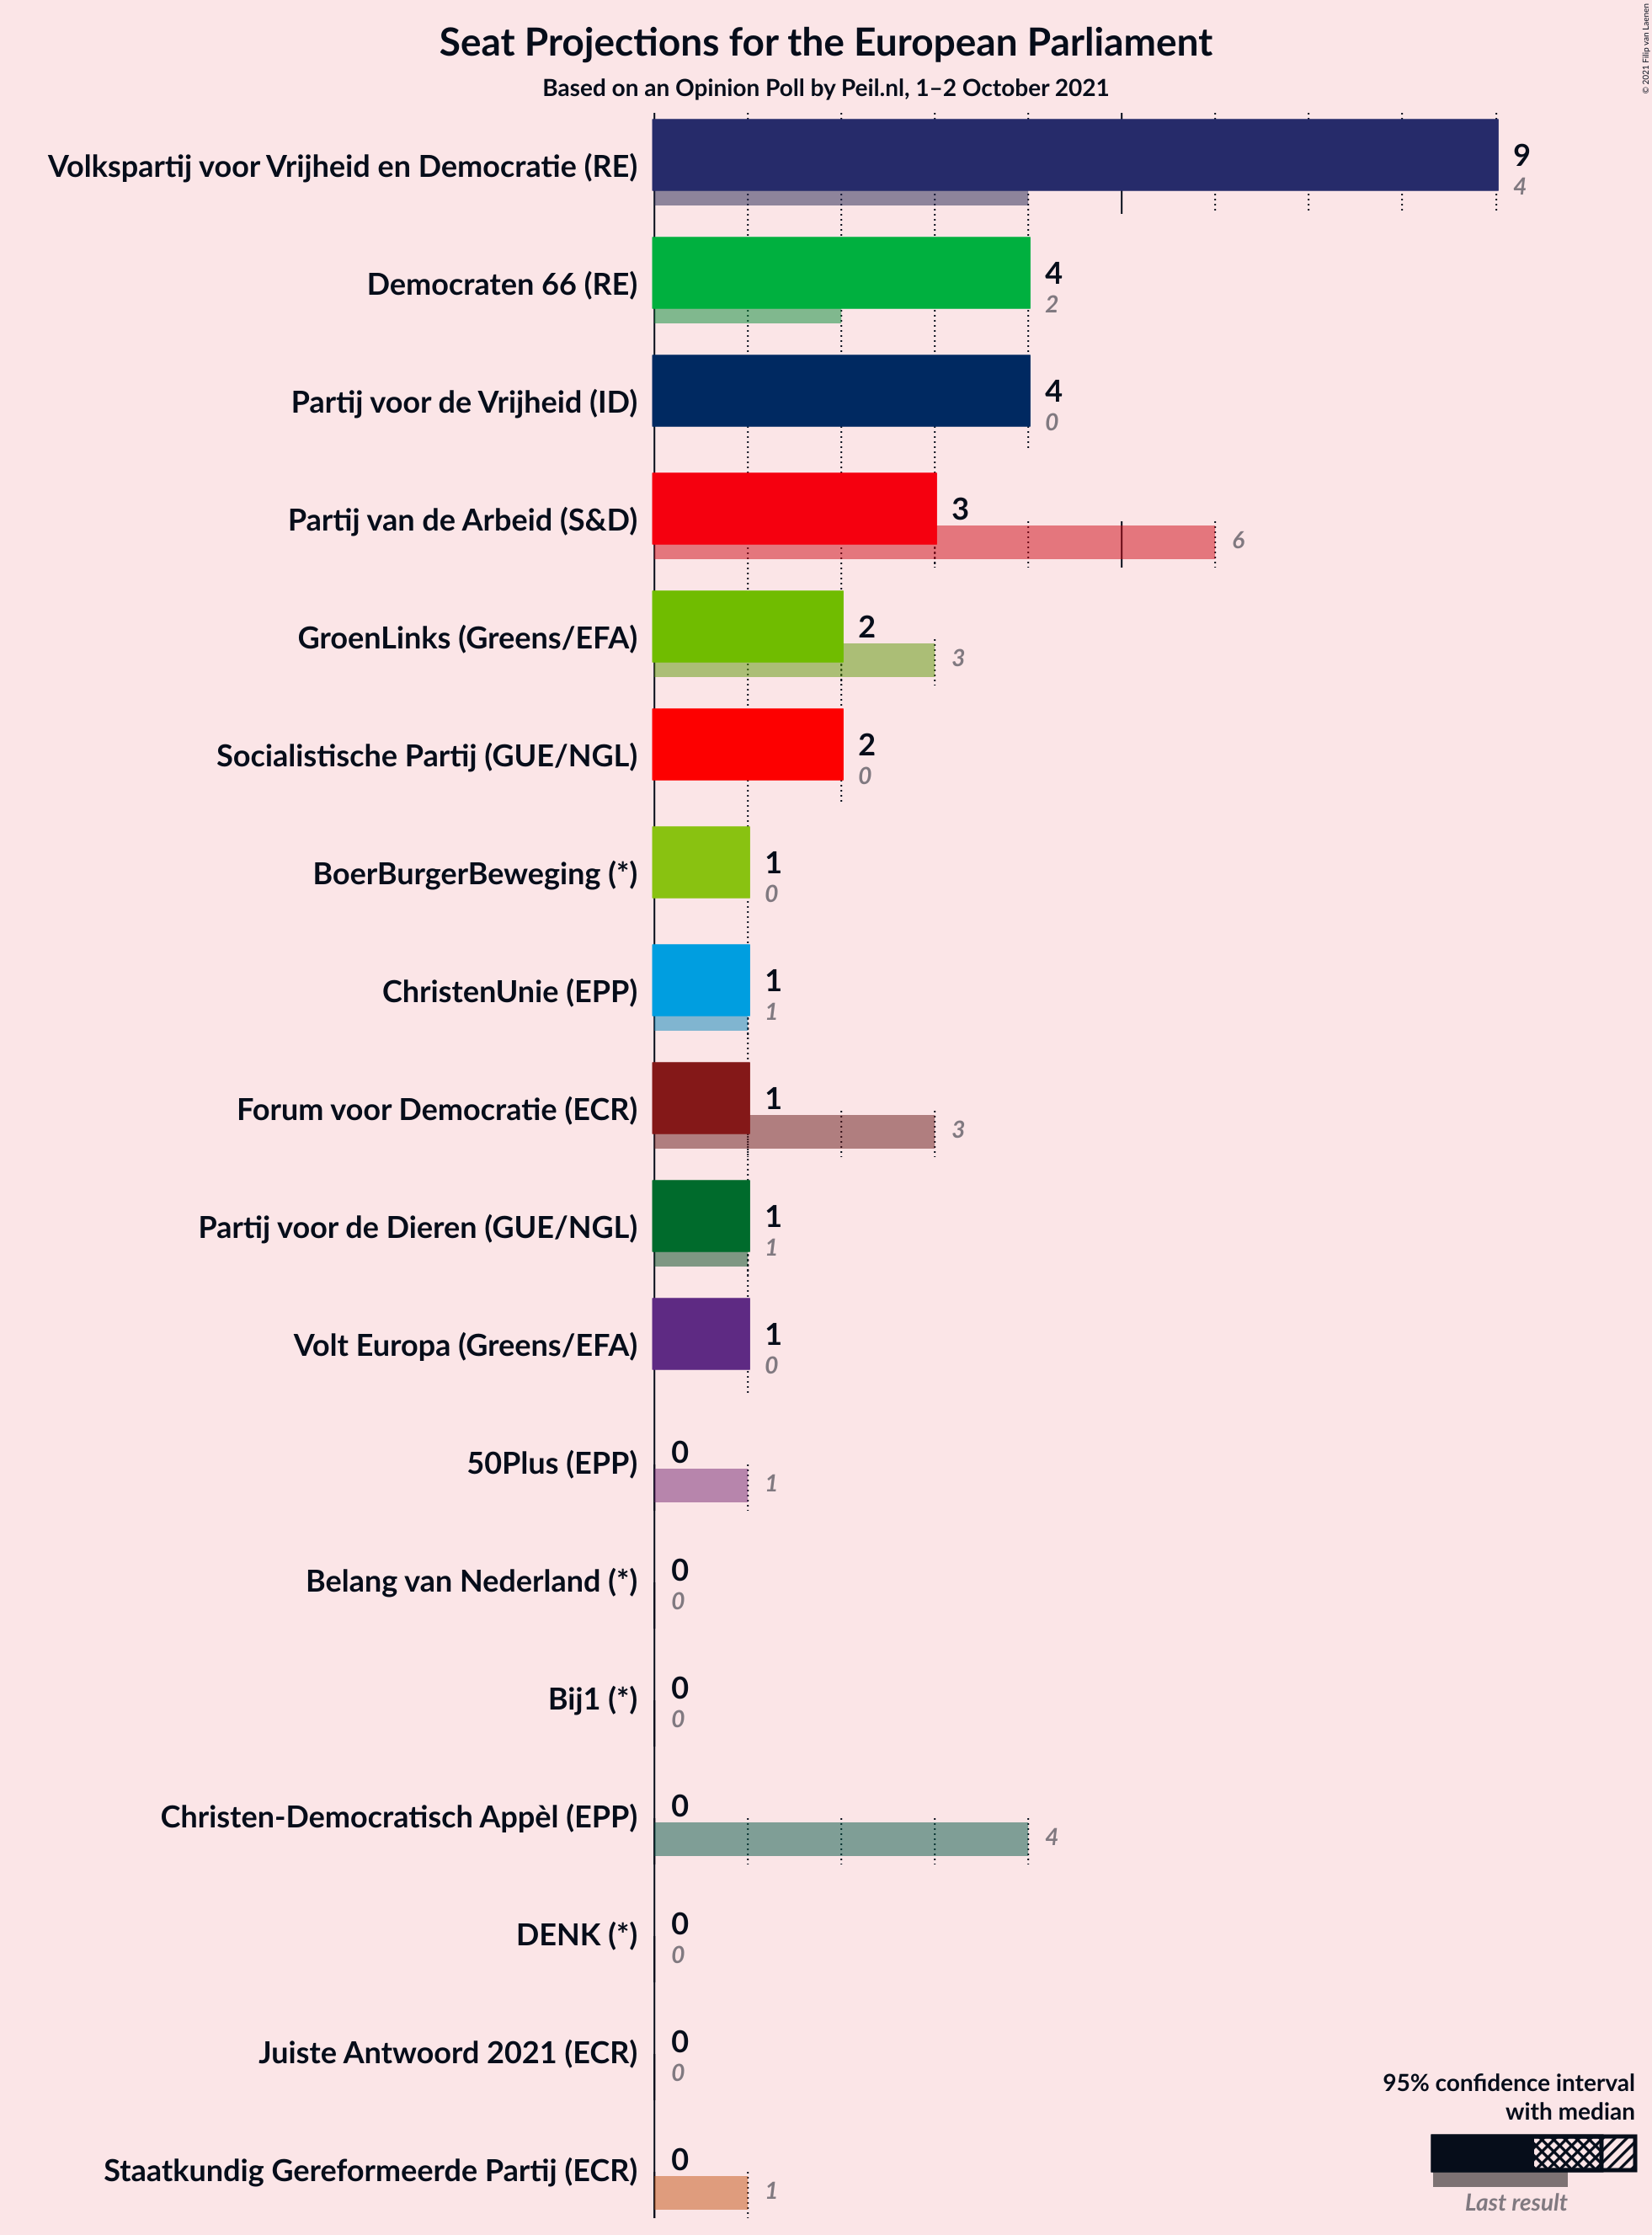 Seat Projections for the European Parliament
Based on an Opinion Poll by Peil.nl, 1–2 October 2021
© 2021 Filip van Laenen
Volkspartij voor Vrijheid en Democratie (RE)
9
4
Democraten 66 (RE)
4
2
Partij voor de Vrijheid (ID)
4
0
Partij van de Arbeid (S&D)
3
6
GroenLinks (Greens/EFA)
2
3
Socialistische Partij (GUE/NGL)
2
0
BoerBurgerBeweging (*)
1
0
ChristenUnie (EPP)
1
1
Forum voor Democratie (ECR)
1
3
Partij voor de Dieren (GUE/NGL)
1
1
Volt Europa (Greens/EFA)
1
0
50Plus (EPP)
0
1
Belang van Nederland (*)
0
0
Bij1 (*)
0
0
Christen-Democratisch Appèl (EPP)
0
4
DENK (*)
0
0
Juiste Antwoord 2021 (ECR)
0
0
Staatkundig Gereformeerde Partij (ECR)
0
1
95% confidence interval
with median
Last result